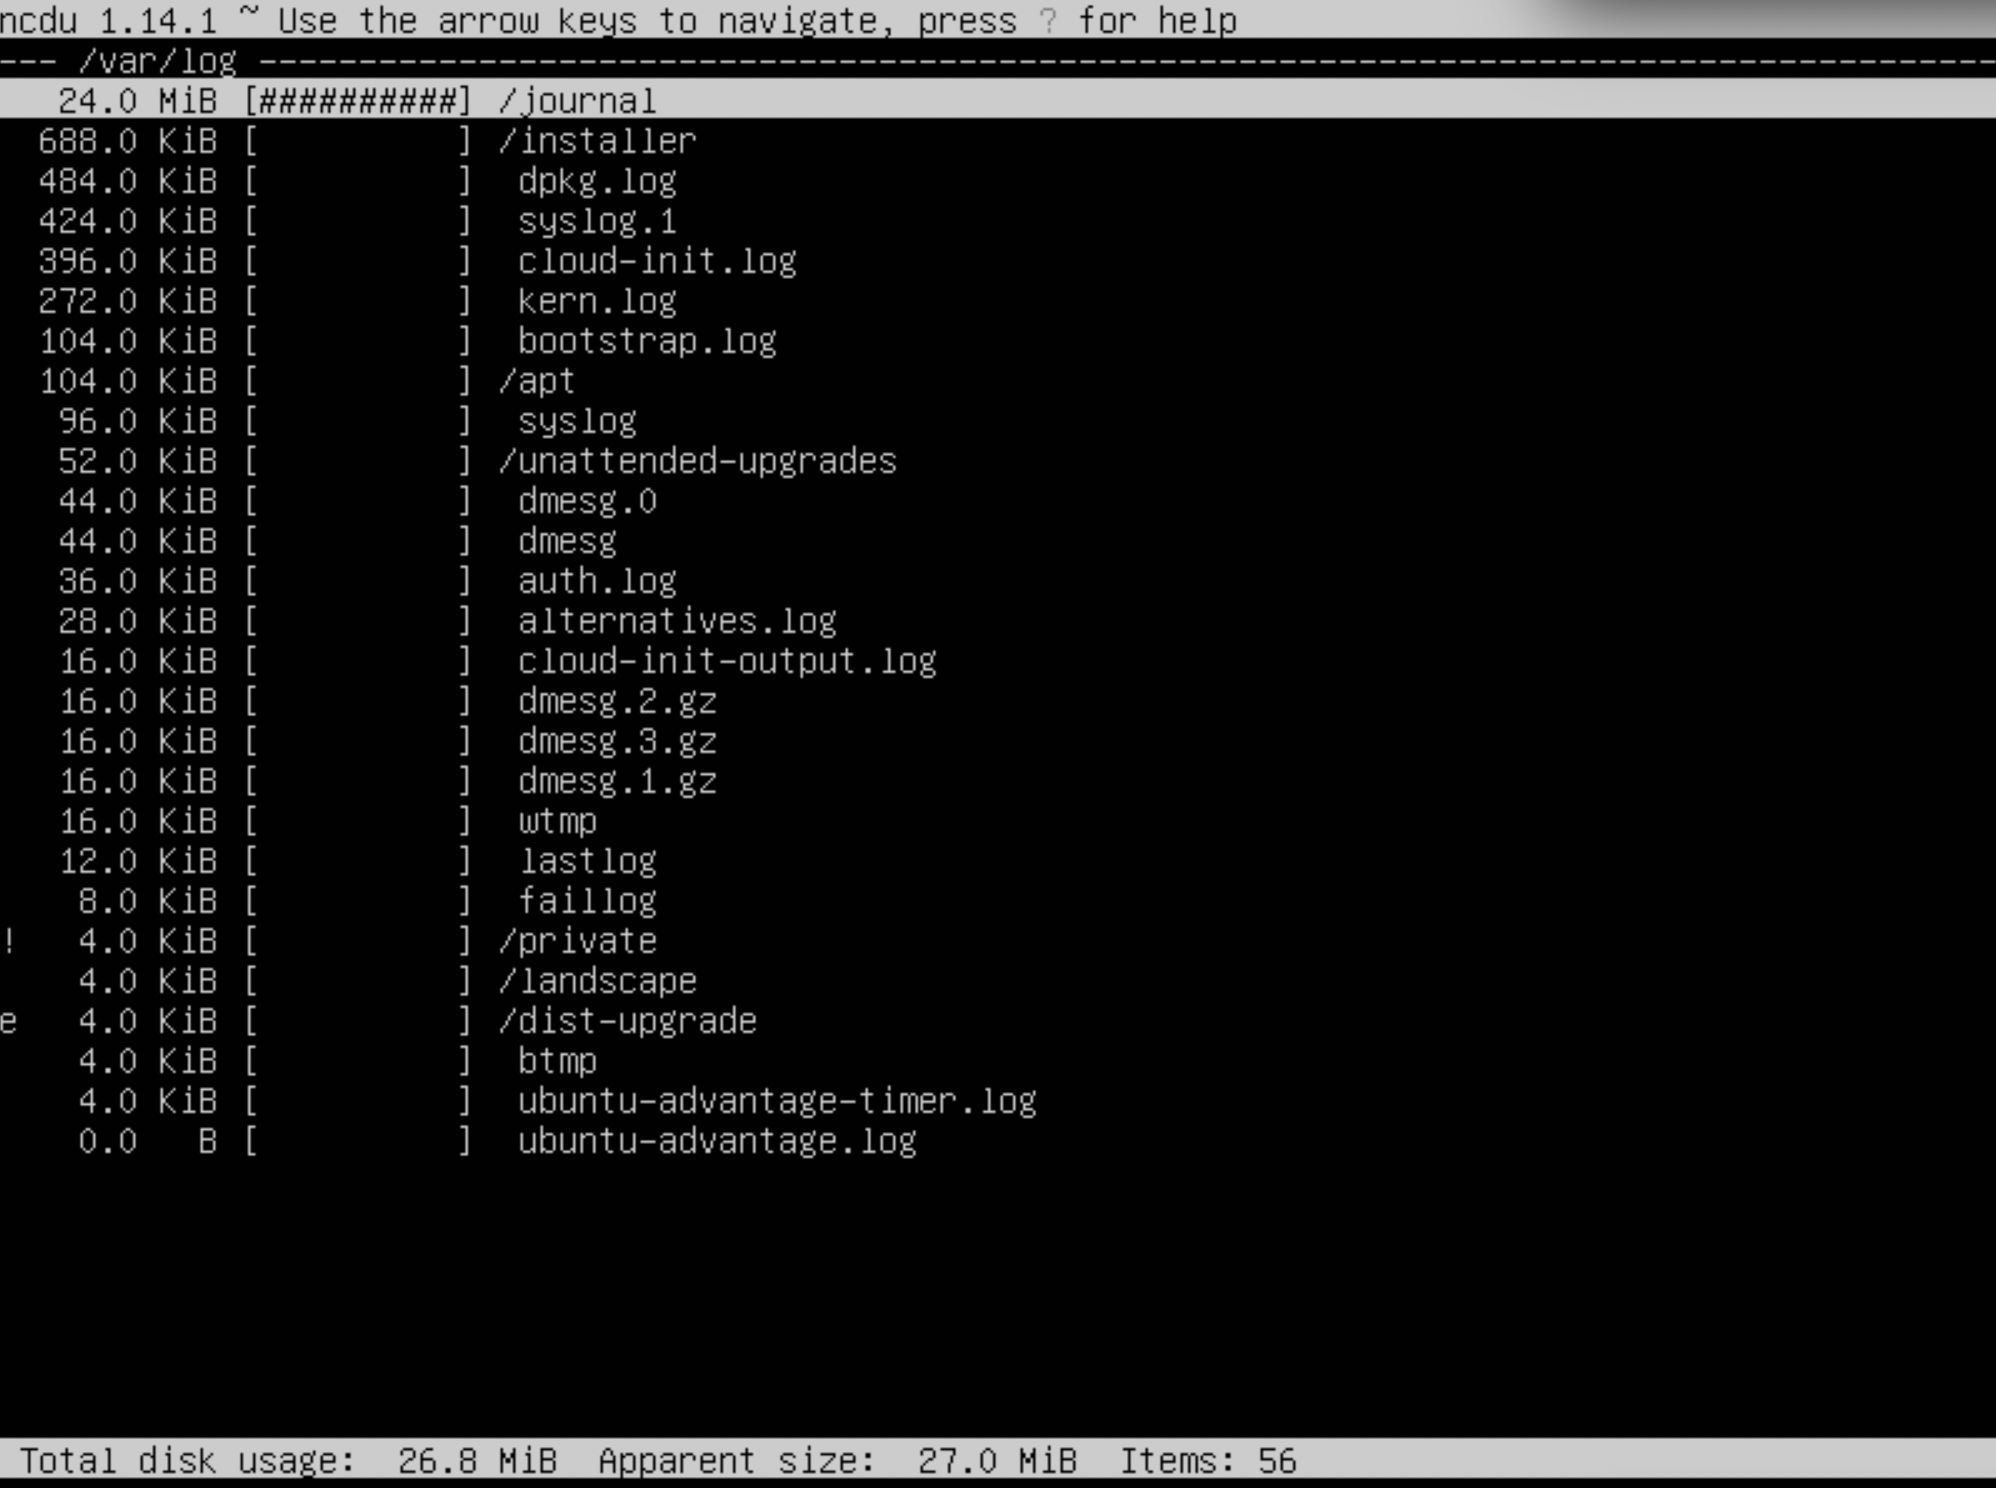 ncdu 1.14.1 ~ Use the arrow keys to navigate, press ? for help
--- /var/log ---------------------------------------------------------------------------------------
24.0 MiB [##########] /journal
688.0 KiB [          ] /installer
484.0 KiB [          ]  dpkg.log
424.0 KiB [          ]  syslog.1
396.0 KiB [          ]  cloud-init.log
272.0 KiB [          ]  kern.log
104.0 KiB [          ]  bootstrap.log
104.0 KiB [          ] /apt
96.0 KiB [          ]  syslog
52.0 KiB [          ] /unattended-upgrades
44.0 KiB [          ]  dmesg.0
44.0 KiB [          ]  dmesg
36.0 KiB [          ]  auth.log
28.0 KiB [          ]  alternatives.log
16.0 KiB [          ]  cloud-init-output.log
16.0 KiB [          ]  dmesg.2.gz
16.0 KiB [          ]  dmesg.3.gz
16.0 KiB [          ]  dmesg.1.gz
16.0 KiB [          ]  wtmp
12.0 KiB [          ]  lastlog
8.0 KiB [          ]  faillog
! 4.0 KiB [          ] /private
4.0 KiB [          ] /landscape
e 4.0 KiB [          ] /dist-upgrade
4.0 KiB [          ]  btmp
4.0 KiB [          ]  ubuntu-advantage-timer.log
0.0   B [          ]  ubuntu-advantage.log
Total disk usage:  26.8 MiB  Apparent size:  27.0 MiB  Items: 56